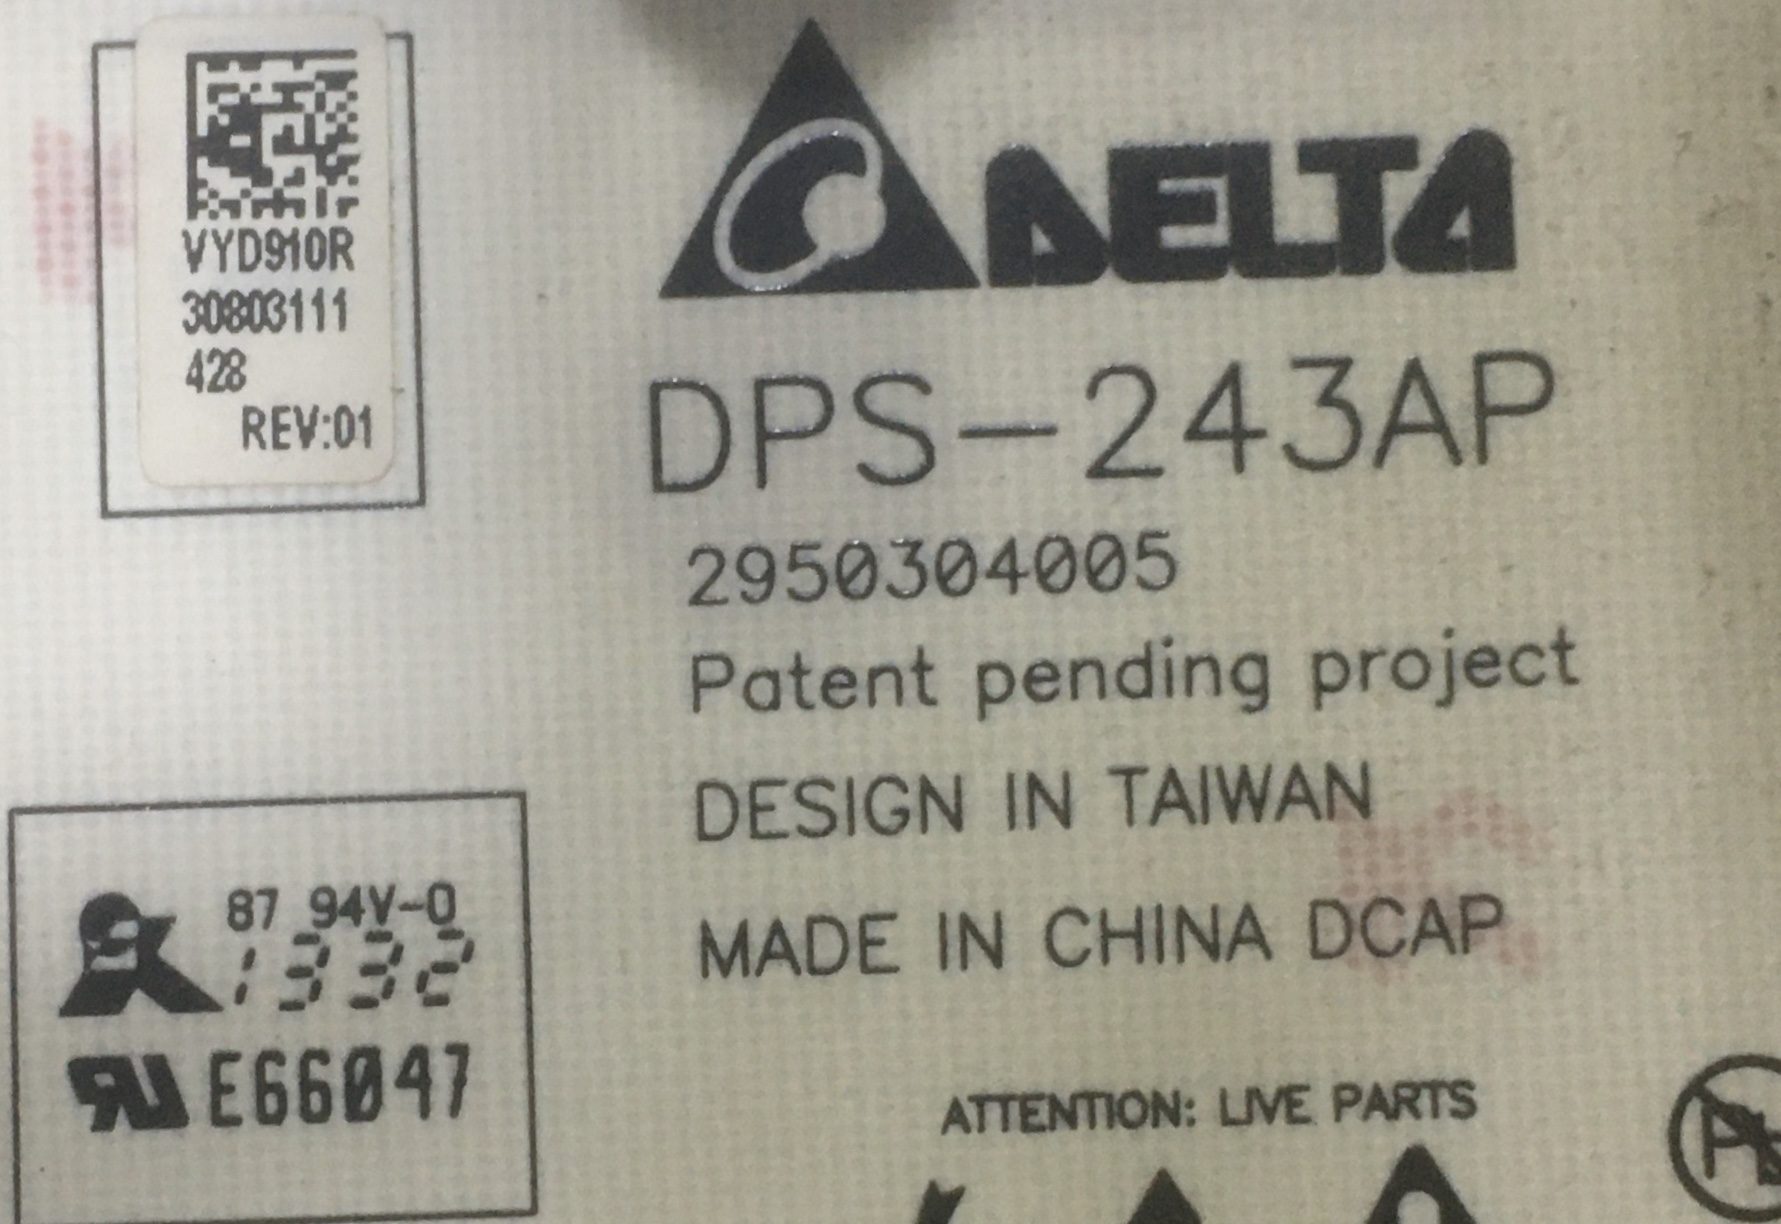 VYD910R
30803111
428
REV:01
DELTA
DPS-243AP
2950304005
Patent pending project
DESIGN IN TAIWAN
MADE IN CHINA DCAP
87 94V-0
1332
E66047
ATTENTION: LIVE PARTS
Pb